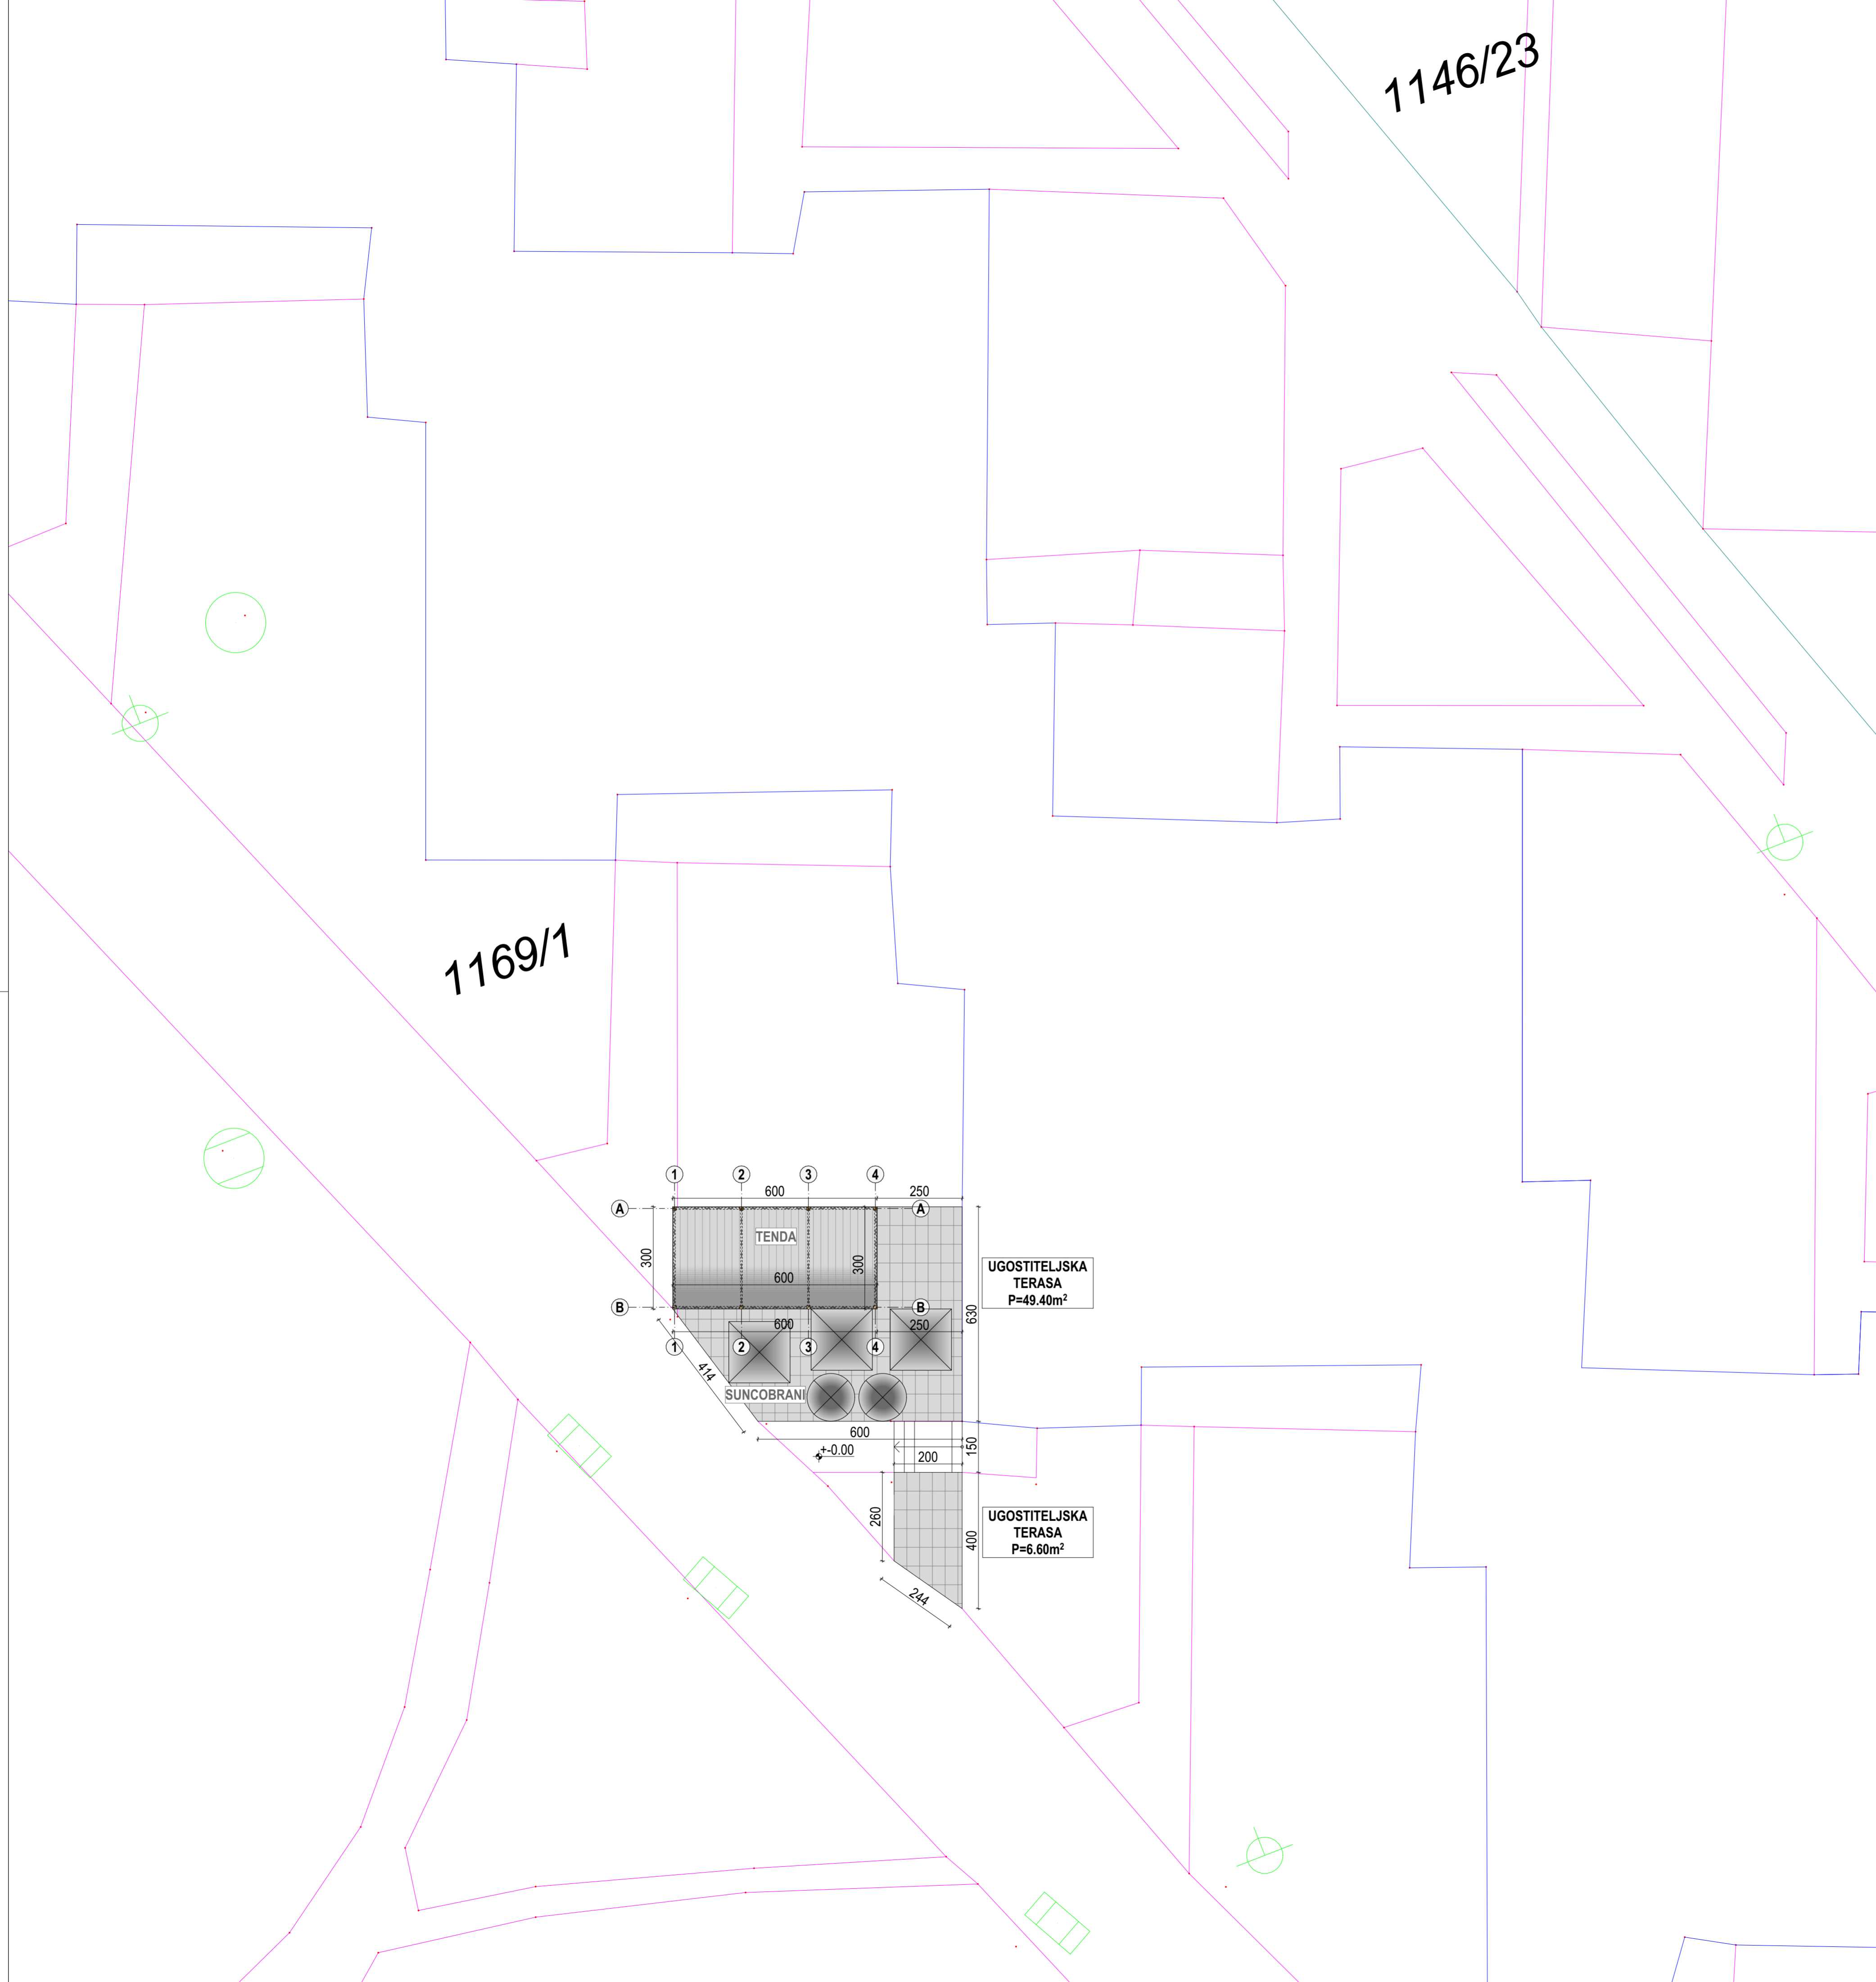 1146/23
1169/1
1
2
3
4
600
250
A
A
TENDA
300
300
600
UGOSTITELJSKA
TERASA
P=49.40m²
B
B
630
600
250
1
2
3
4
414
SUNCOBRANI
600
150
+-0.00
200
260
UGOSTITELJSKA
TERASA
P=6.60m²
400
244